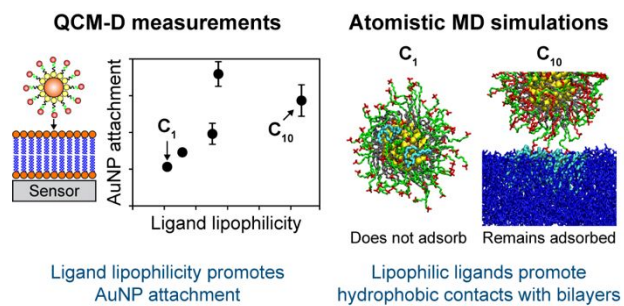 QCM-D measurements
Sensor
AuNP attachment
C1
C10
Ligand lipophilicity
Ligand lipophilicity promotes
AuNP attachment
Atomistic MD simulations
C1
C10
Does not adsorb
Remains adsorbed
Lipophilic ligands promote
hydrophobic contacts with bilayers